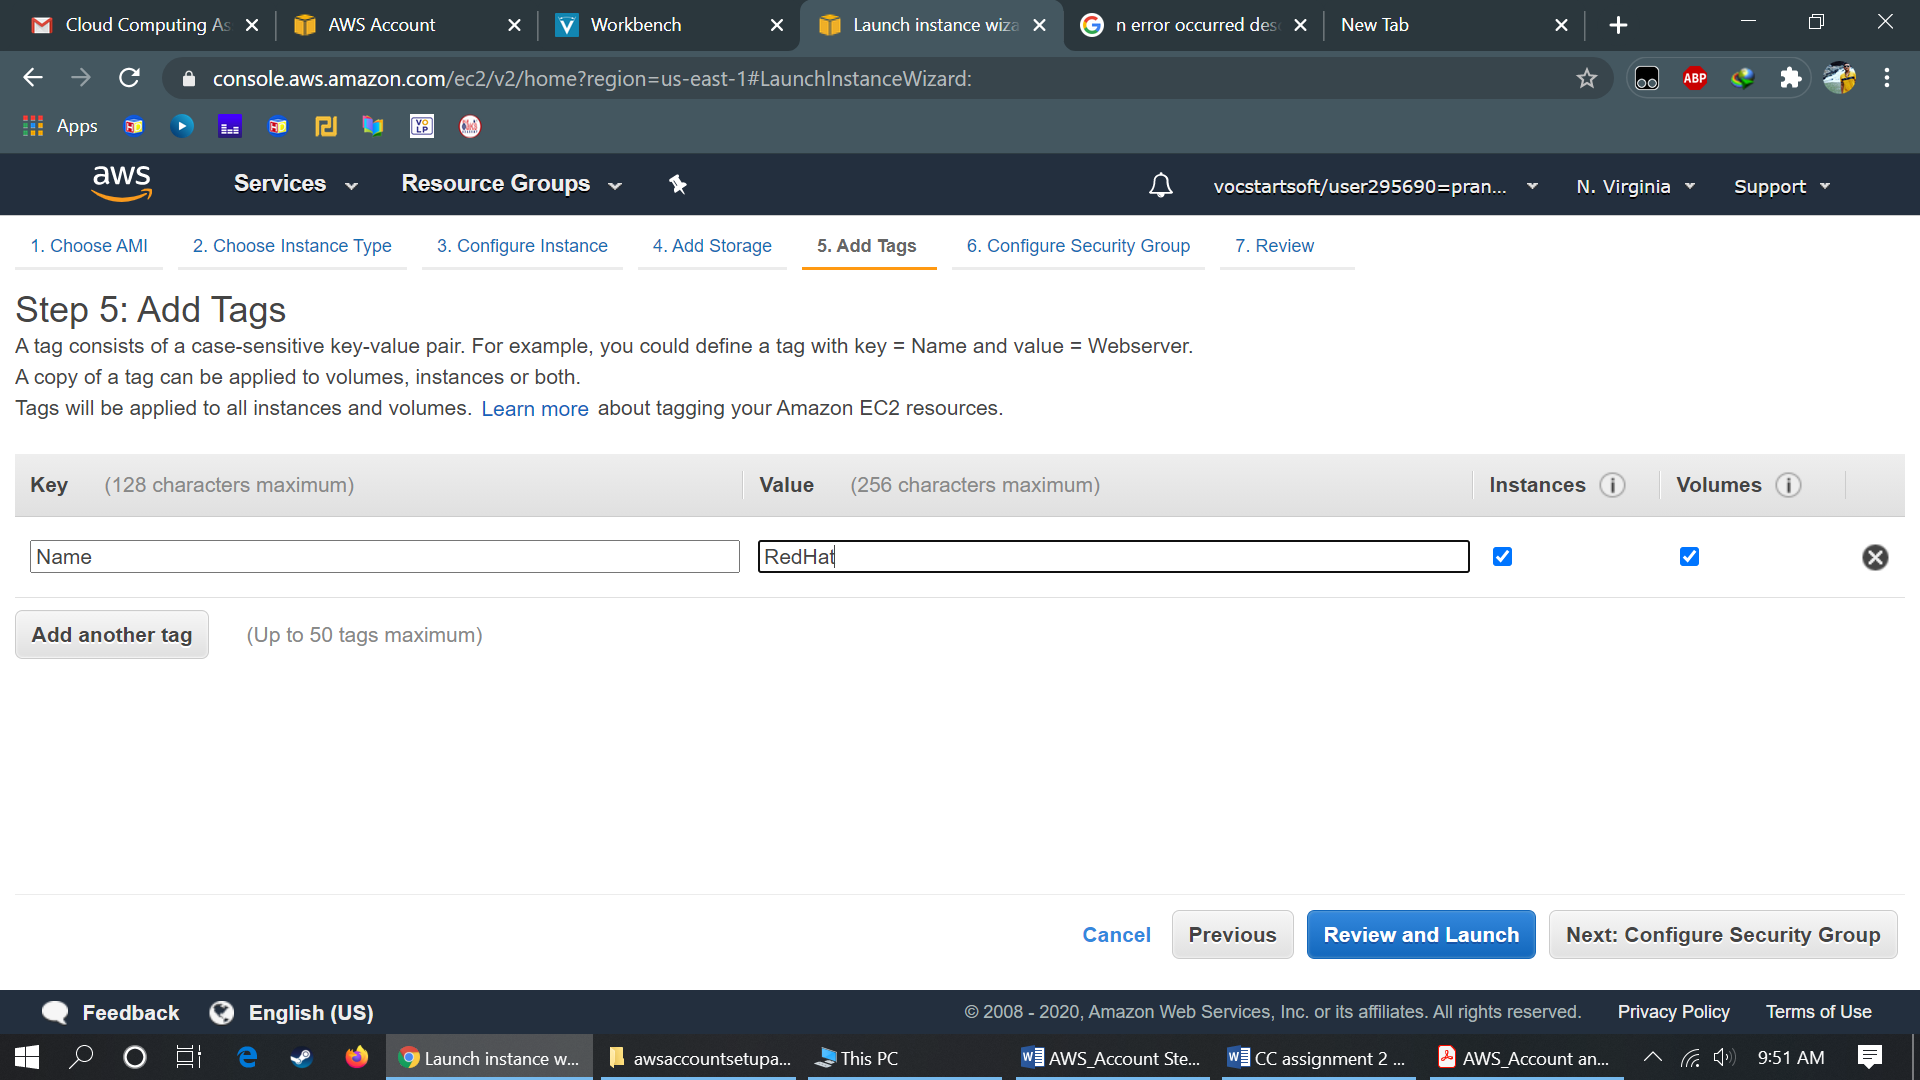 Cloud Computing As
AWS Account
Workbench
Launch instance wiza
n error occurred desc
New Tab
console.aws.amazon.com/ec2/v2/home?region=us-east-1#LaunchInstanceWizard:
ABP
Apps
VO LP
aws
Services
Resource Groups
vocstartsoft/user295690=pran...
N. Virginia
Support
1. Choose AMI
2. Choose Instance Type
3. Configure Instance
4. Add Storage
5. Add Tags
6. Configure Security Group
7. Review
Step 5: Add Tags
A tag consists of a case-sensitive key-value pair. For example, you could define a tag with key = Name and value = Webserver.
A copy of a tag can be applied to volumes, instances or both.
Tags will be applied to all instances and volumes. Learn more about tagging your Amazon EC2 resources.
Key (128 characters maximum)
Value (256 characters maximum)
Instances
Volumes
Name
RedHat
Add another tag
(Up to 50 tags maximum)
Cancel
Previous
Review and Launch
Next: Configure Security Group
Feedback
English (US)
© 2008 - 2020, Amazon Web Services, Inc. or its affiliates. All rights reserved.
Privacy Policy
Terms of Use
Launch instance w...
awsaccountsetupa...
This PC
AWS_Account Ste...
CC assignment 2 ...
AWS_Account an...
9:51 AM